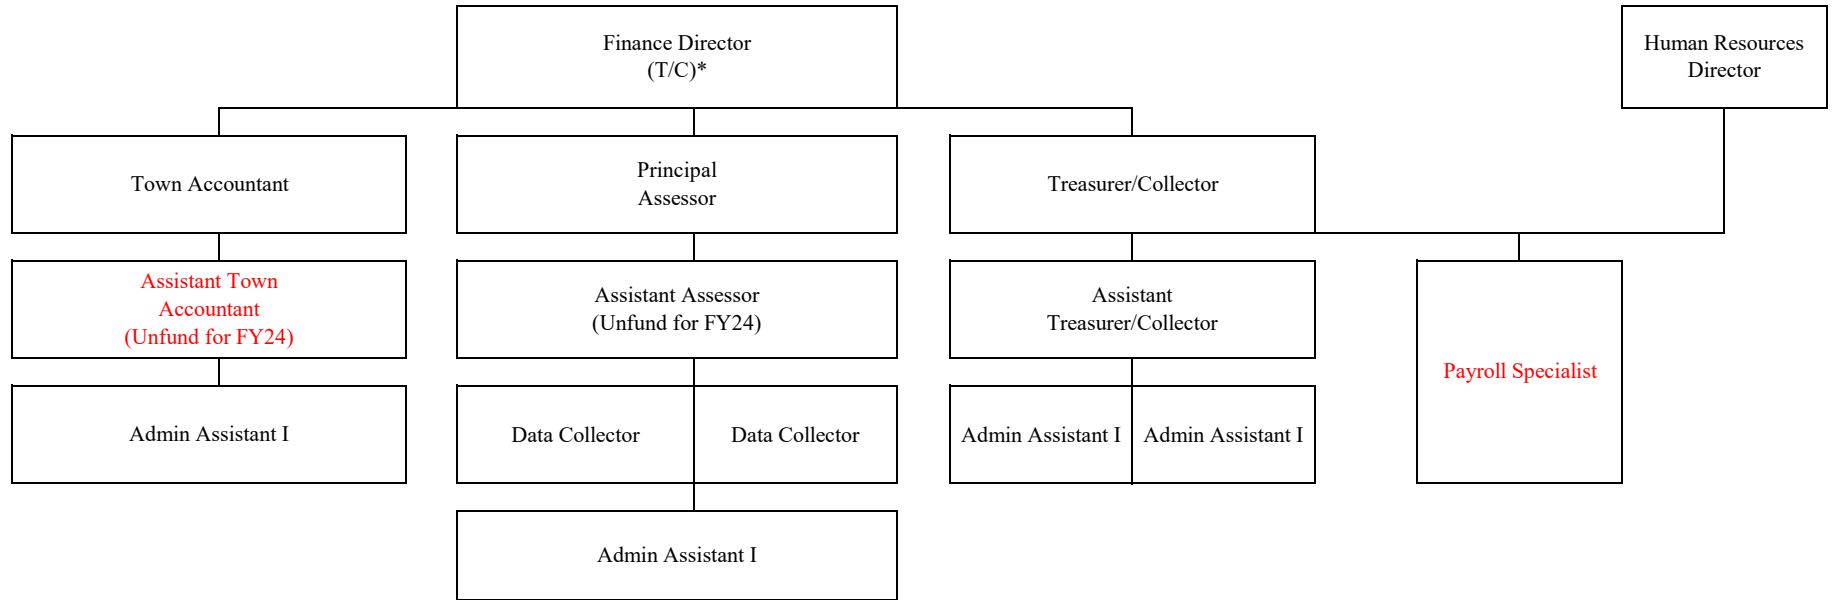 Finance Director
(T/C)*
Human Resources
Director
Town Accountant
Principal
Assessor
Treasurer/Collector
Assistant Town
Accountant
(Unfund for FY24)
Assistant Assessor
(Unfund for FY24)
Assistant
Treasurer/Collector
Payroll Specialist
Admin Assistant I
Data Collector
Data Collector
Admin Assistant I
Admin Assistant I
Admin Assistant I